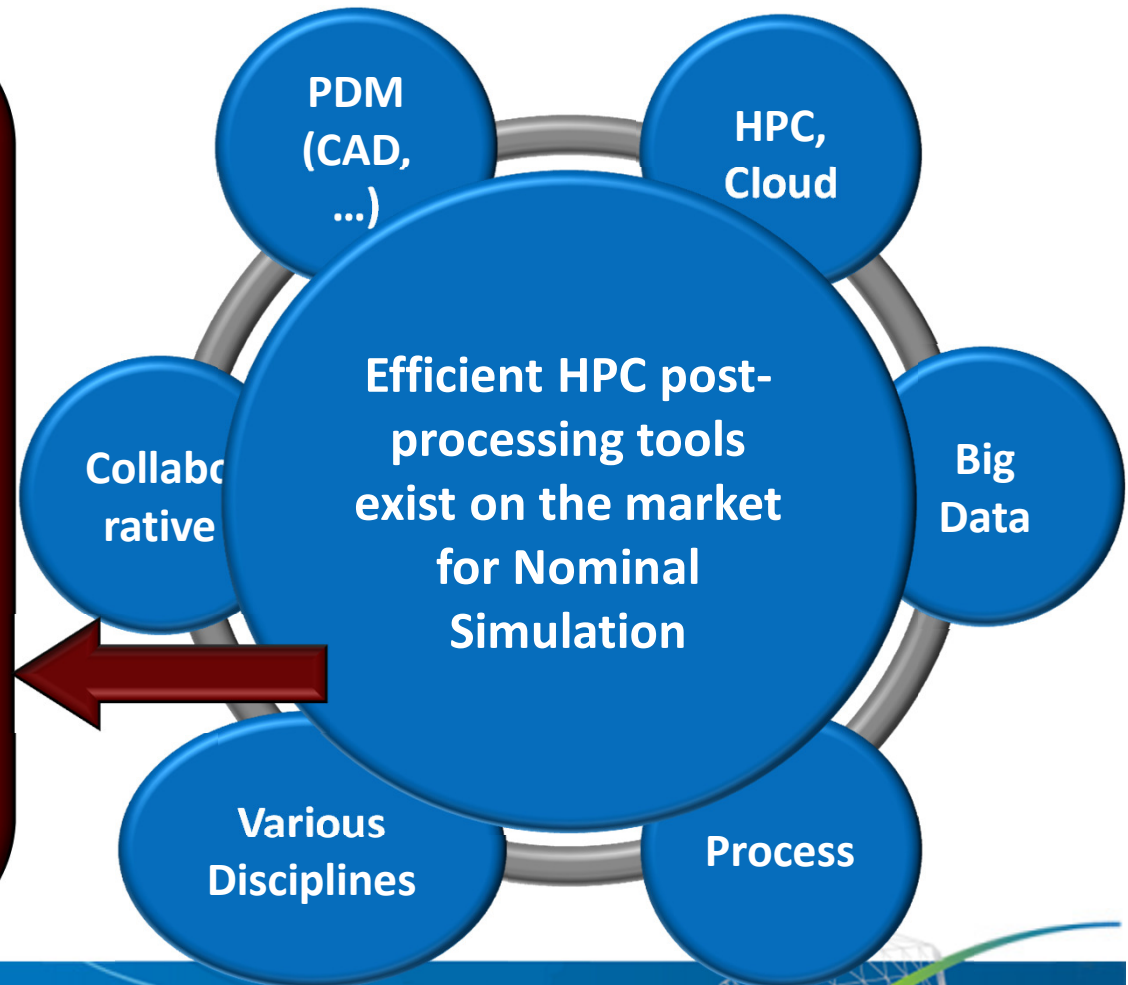 PDM
(CAD,
…)
HPC,
Cloud
Efficient HPC post-
processing tools
exist on the market
for Nominal
Simulation
Collabo
rative
Big
Data
Various
Disciplines
Process